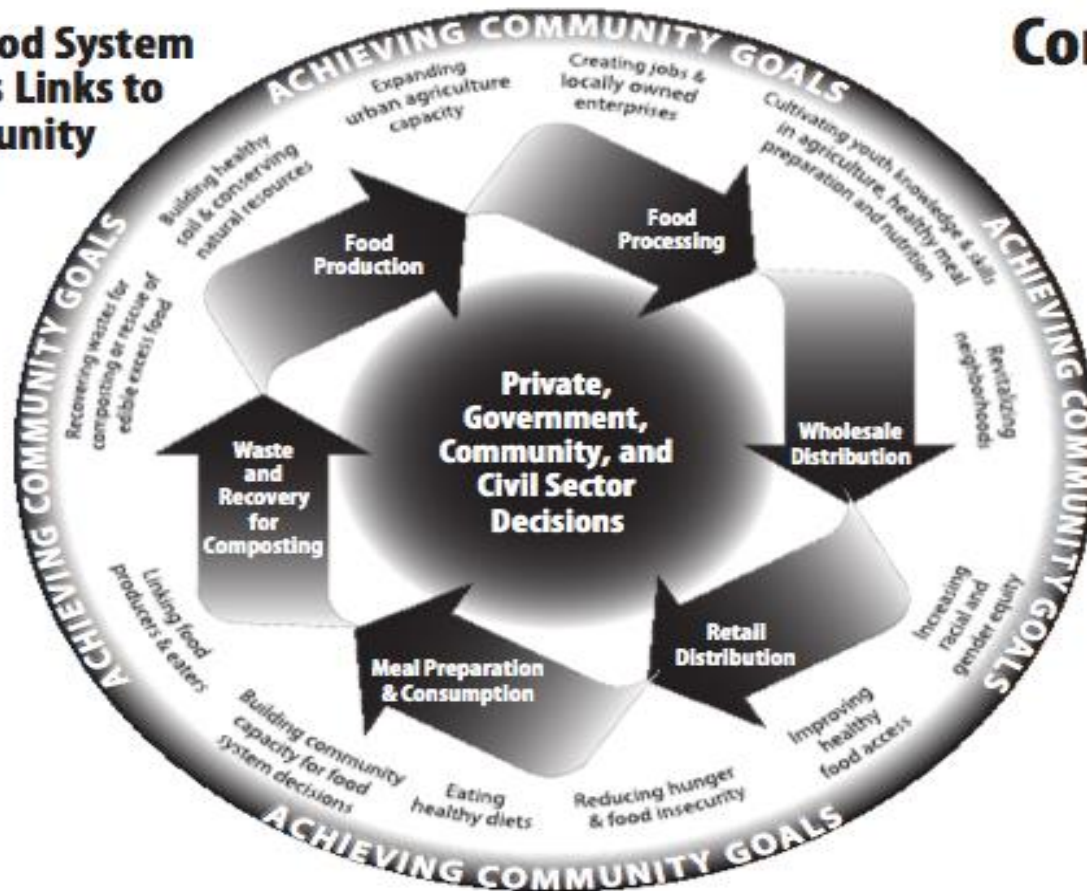 od System
s Links to
unity
Cor
ACHIEVING COMMUNITY GOALS
ACHIEVING COMMUNITY GOALS
ACHIEVING COMMUNITY GOALS
ACHIEVING COMMUNITY GOALS
Expanding
urban agriculture
capacity
Creating jobs &
locally owned
enterprises
Cultivating youth knowledge & skills
in agriculture, healthy meal
preparation and nutrition
Revitalizing
neighborhoods
Increasing
racial and
gender equity
Improving
healthy
food access
Reducing hunger
& food insecurity
Eating
healthy diets
Building community
capacity for food
system decisions
Linking food
producers & eaters
Recovering wastes for
composting or rescue of
edible excess food
Building healthy
soil & conserving
natural resources
Food
Production
Food
Processing
Wholesale
Distribution
Retail
Distribution
Meal Preparation
& Consumption
Waste
and
Recovery
for
Composting
Private,
Government,
Community, and
Civil Sector
Decisions